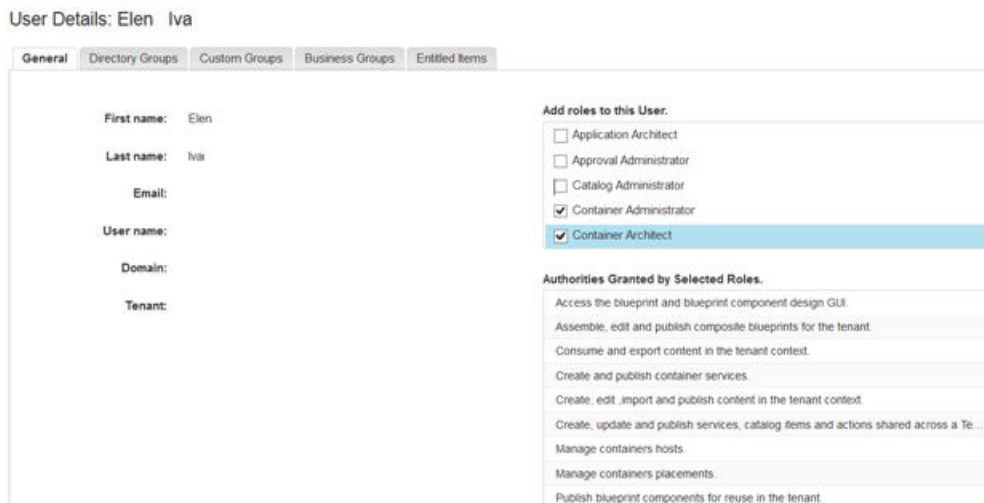 User Details: Elen Iva
General Directory Groups Custom Groups Business Groups Entitled Items
First name: Elen
Last name: Iva
Email:
User name:
Domain:
Tenant:
Add roles to this User.
Application Architect
Approval Administrator
Catalog Administrator
Container Administrator
Container Architect
Authorities Granted by Selected Roles.
Access the blueprint and blueprint component design GUI.
Assemble, edit and publish composite blueprints for the tenant.
Consume and export content in the tenant context.
Create and publish container services.
Create, edit ,import and publish content in the tenant context.
Create, update and publish services, catalog items and actions shared across a Te...
Manage containers hosts.
Manage containers placements.
Publish blueprint components for reuse in the tenant